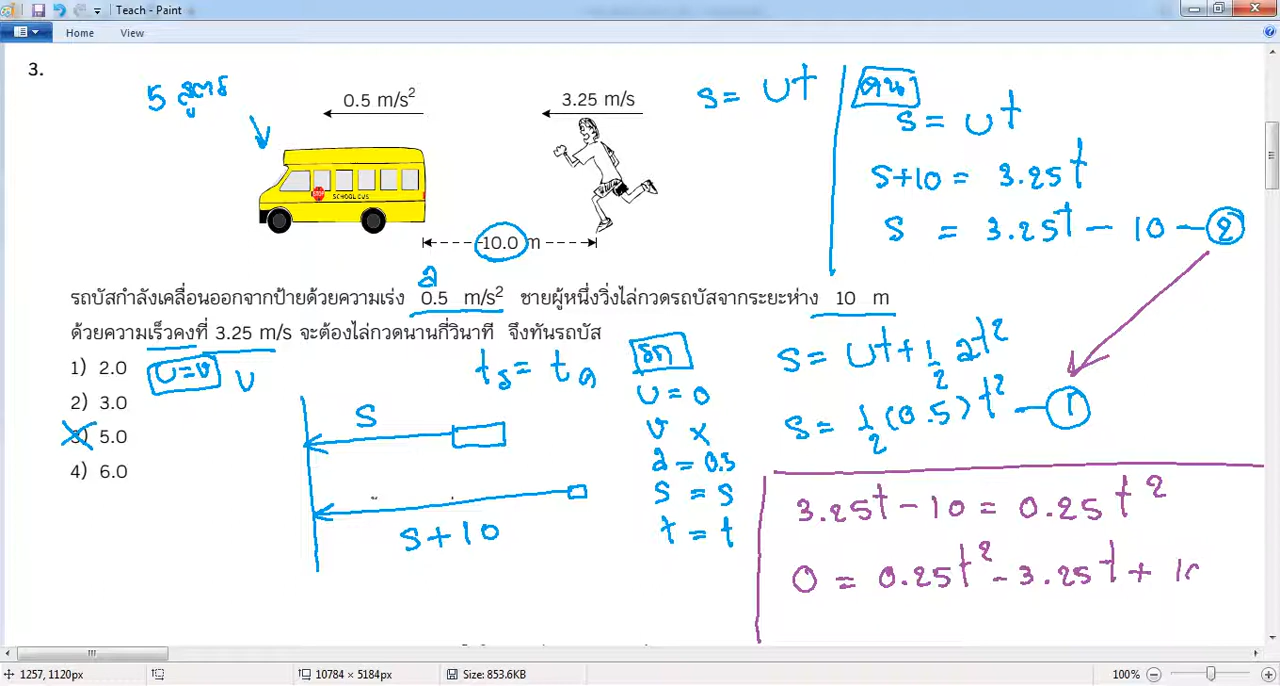 Teach - Paint
Home View
3.
5 สูตร
0.5 m/s²
3.25 m/s
STOP
SCHOOL BUS
10.0 m
s = ut
คน
s = ut
s+10 = 3.25t
s = 3.25t - 10 - 2
a
รถบัสกำลังเคลื่อนออกจากป้ายด้วยความเร่ง 0.5 m/s² ชายผู้หนึ่งวิ่งไล่กวดรถบัสจากระยะห่าง 10 m
ด้วยความเร็วคงที่ 3.25 m/s จะต้องไล่กวดนานกี่วินาที จึงทันรถบัส
1) 2.0
2) 3.0
3) 5.0
4) 6.0
u=v
v
s
s+10
รถ
u = 0
v x
a = 0.5
s = s
t = t
s = ut + 1/2 at²
s = 1/2 (0.5) t² - 1
3.25t - 10 = 0.25t²
0 = 0.25t² - 3.25t + 10
1257, 1120px
10784 × 5184px
Size: 853.6KB
100%